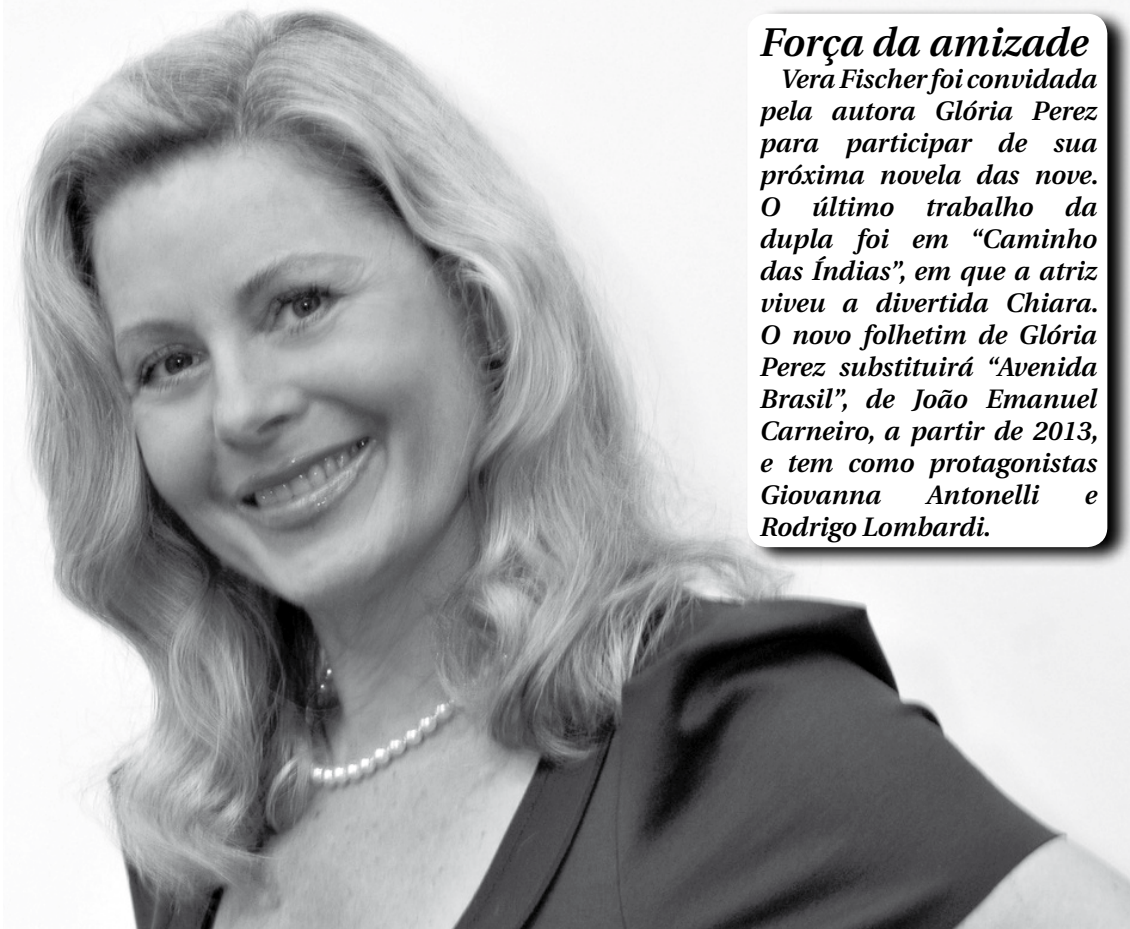 Força da amizade
Vera Fischer foi convidada
pela autora Glória Perez
para participar de sua
próxima novela das nove.
O último trabalho da
dupla foi em “Caminho
das Índias”, em que a atriz
viveu a divertida Chiara.
O novo folhetim de Glória
Perez substituirá “Avenida
Brasil”, de João Emanuel
Carneiro, a partir de 2013,
e tem como protagonistas
Giovanna Antonelli e
Rodrigo Lombardi.